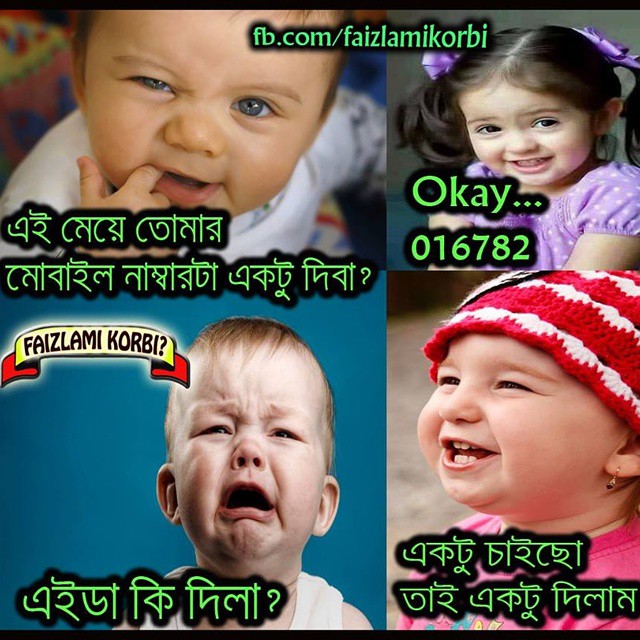 fb.com/faizlamikorbi
এই মেয়ে তোমার
মোবাইল নাম্বারটা একটু দিবা?
Okay...
016782
FAIZLAMI KORBI?
এইডা কি দিলা?
একটু চাইছো
তাই একটু দিলাম